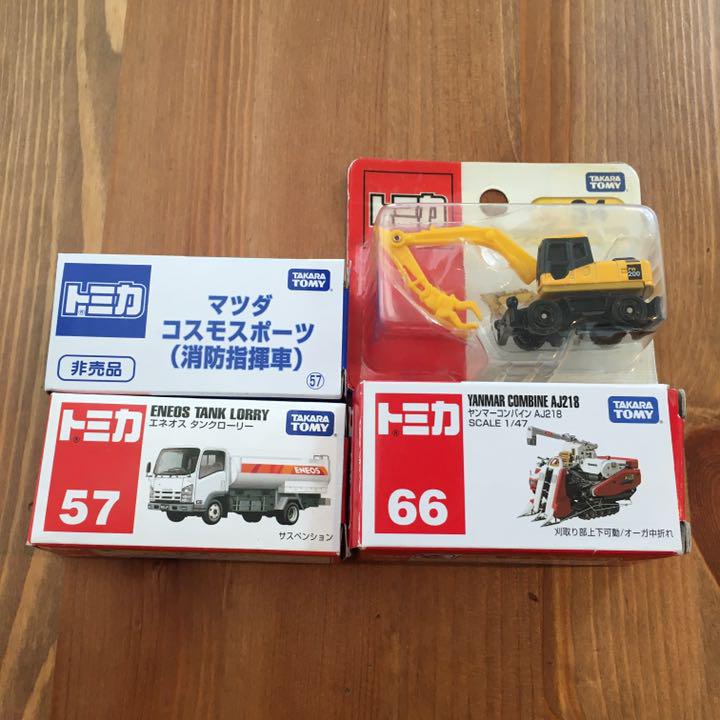 トミカ
TAKARA
TOMY
マツダ
コスモスポーツ
(消防指揮車)
非売品
57
トミカ
TAKARA
TOMY
200
トミカ
57
ENEOS TANK LORRY
エネオス タンクローリー
TAKARA
TOMY
ENEOS
サスペンション
トミカ
66
YANMAR COMBINE AJ218
ヤンマーコンバイン AJ218
SCALE 1/47
TAKARA
TOMY
刈取り部上下可動/オーガ中折れ